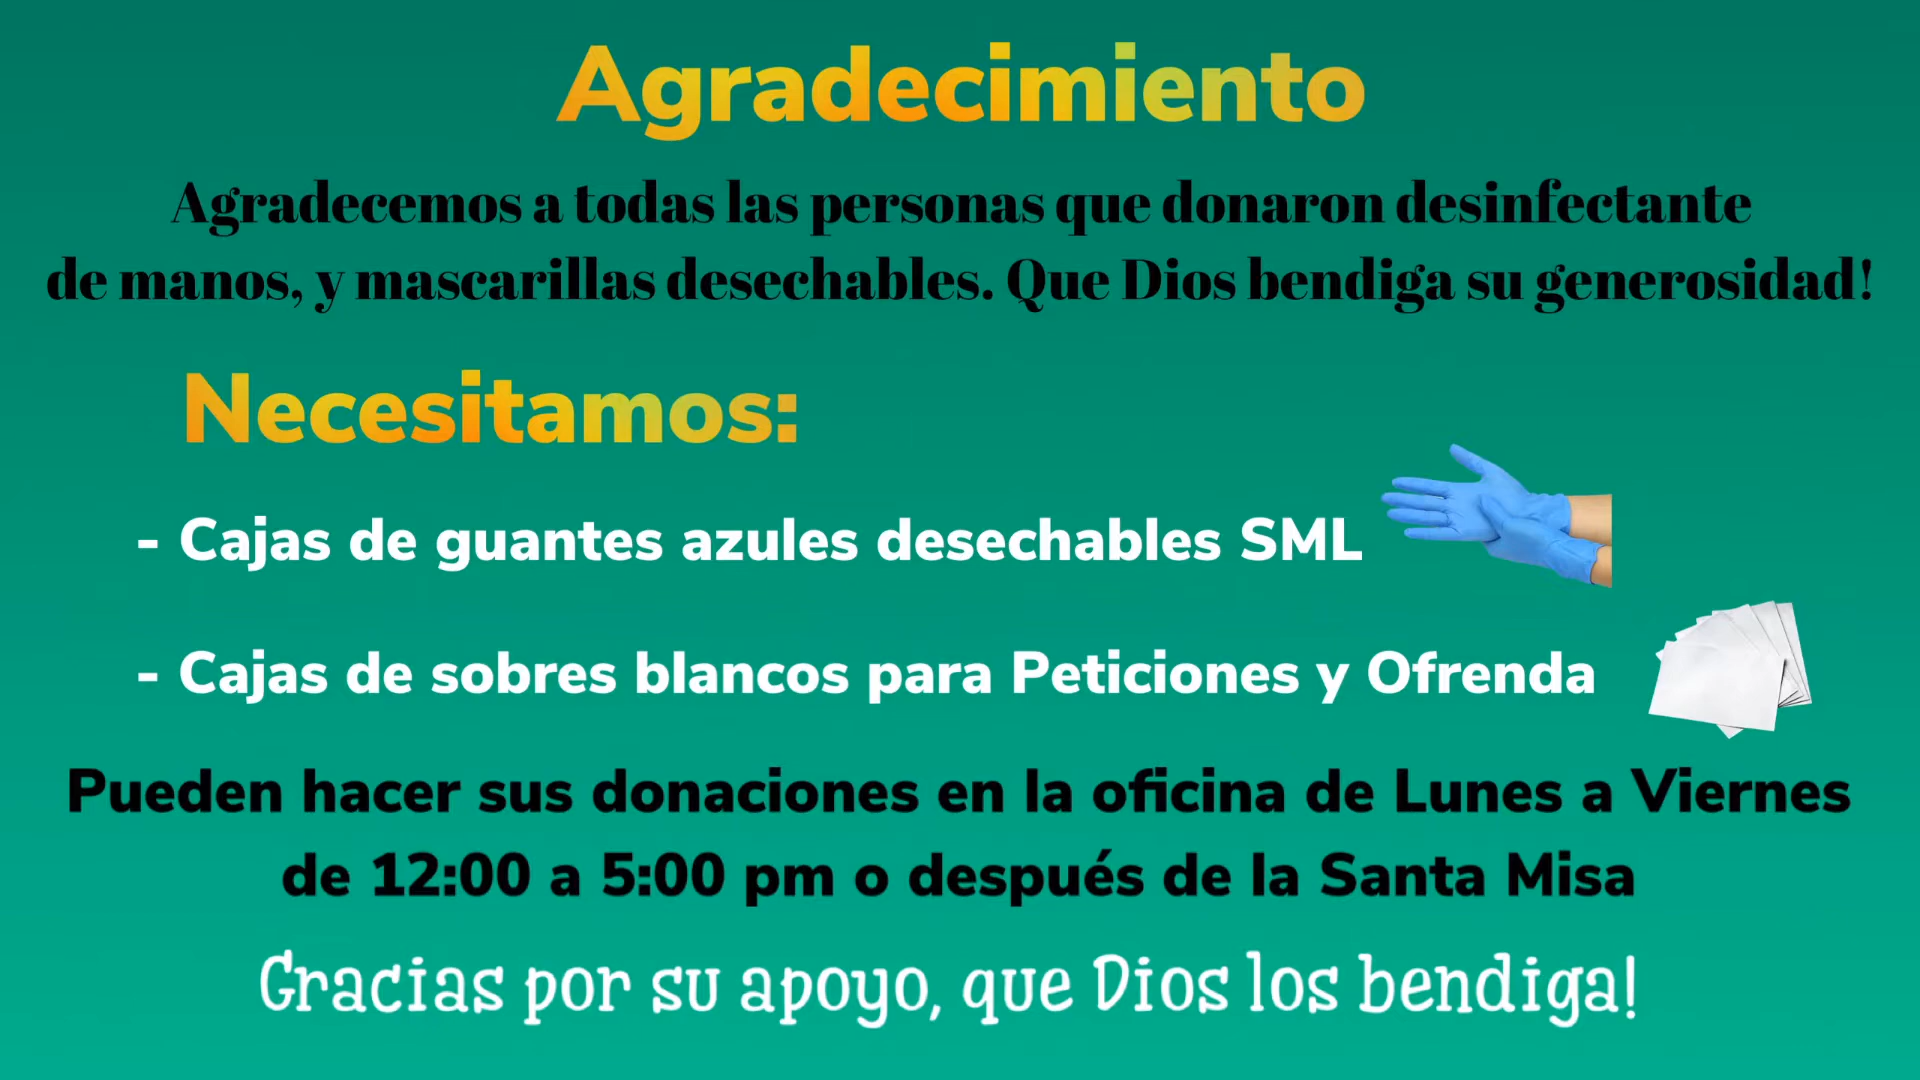 Agradecimiento
Agradecemos a todas las personas que donaron desinfectante
de manos, y mascarillas desechables. Que Dios bendiga su generosidad!
Necesitamos:
- Cajas de guantes azules desechables SML
- Cajas de sobres blancos para Peticiones y Ofrenda
Pueden hacer sus donaciones en la oficina de Lunes a Viernes
de 12:00 a 5:00 pm o después de la Santa Misa
Gracias por su apoyo, que Dios los bendiga!